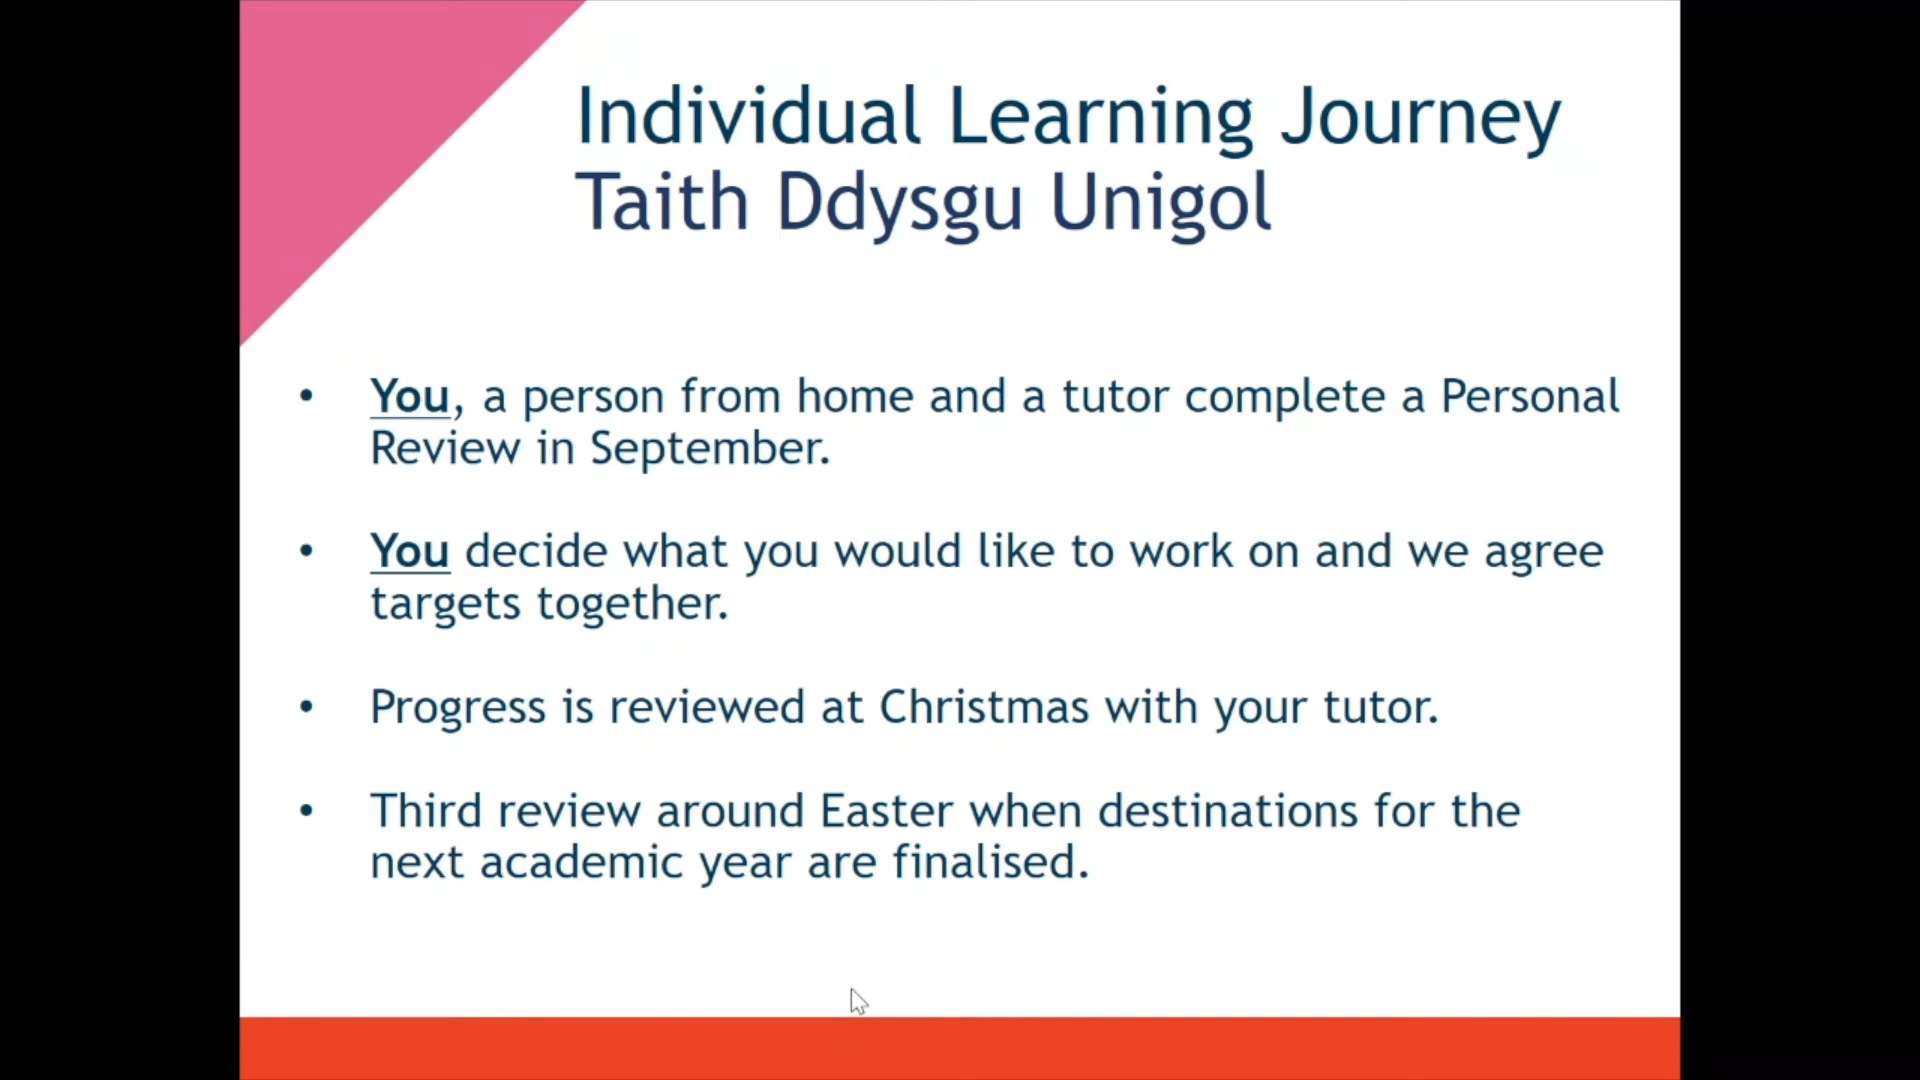 Individual Learning Journey
Taith Ddysgu Unigol
• You, a person from home and a tutor complete a Personal
Review in September.
• You decide what you would like to work on and we agree
targets together.
• Progress is reviewed at Christmas with your tutor.
• Third review around Easter when destinations for the
next academic year are finalised.